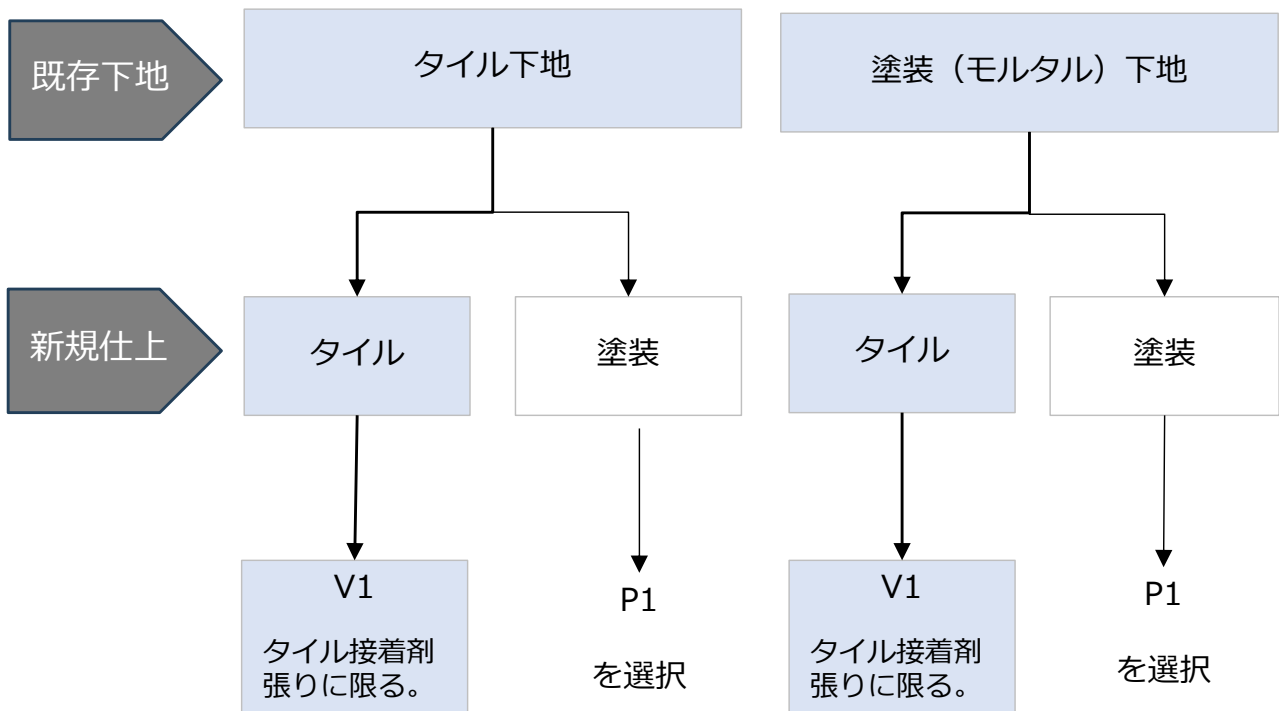 既存下地
タイル下地
塗装（モルタル）下地
新規仕上
タイル
塗装
タイル
塗装
V1
タイル接着剤
張りに限る。
P1
を選択
V1
タイル接着剤
張りに限る。
P1
を選択